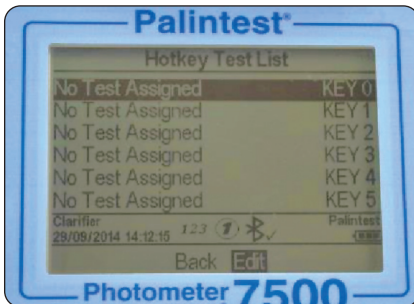 Palintest®
Hotkey Test List
No Test Assigned KEY 0
No Test Assigned KEY 1
No Test Assigned KEY 2
No Test Assigned KEY 3
No Test Assigned KEY 4
No Test Assigned KEY 5
Clarifier 123 1 Palintest
29/09/2014 14:12:15
Back Edit
Photometer 7500